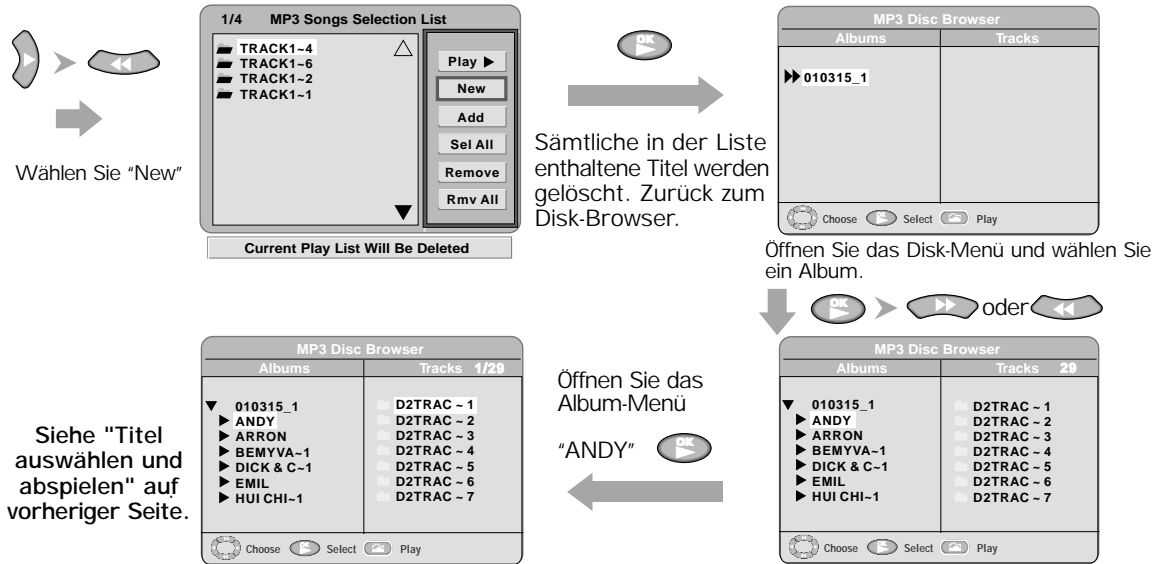 1/4 MP3 Songs Selection List
TRACK1~4
TRACK1~6
TRACK1~2
TRACK1~1
Play
New
Add
Sel All
Remove
Rmv All
Current Play List Will Be Deleted
Wählen Sie "New"
OK
Sämtliche in der Liste
enthaltene Titel werden
gelöscht. Zurück zum
Disk-Browser.
MP3 Disc Browser
Albums Tracks
010315_1
Choose Select Play
Öffnen Sie das Disk-Menü und wählen Sie
ein Album.
OK oder
MP3 Disc Browser
Albums Tracks 29
010315_1
ANDY
ARRON
BEMYVA~1
DICK & C~1
EMIL
HUI CHI~1
D2TRAC ~ 1
D2TRAC ~ 2
D2TRAC ~ 3
D2TRAC ~ 4
D2TRAC ~ 5
D2TRAC ~ 6
D2TRAC ~ 7
Choose Select Play
Öffnen Sie das
Album-Menü
"ANDY" OK
MP3 Disc Browser
Albums Tracks 1/29
010315_1
ANDY
ARRON
BEMYVA~1
DICK & C~1
EMIL
HUI CHI~1
D2TRAC ~ 1
D2TRAC ~ 2
D2TRAC ~ 3
D2TRAC ~ 4
D2TRAC ~ 5
D2TRAC ~ 6
D2TRAC ~ 7
Choose Select Play
Siehe "Titel
auswählen und
abspielen" auf
vorheriger Seite.